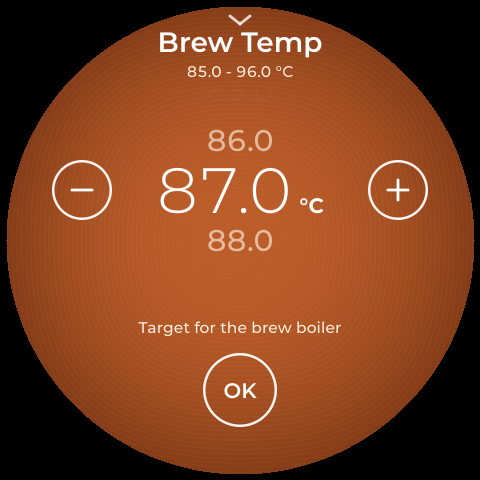 Brew Temp
85.0 - 96.0 °C
86.0
87.0 °C
88.0
Target for the brew boiler
OK